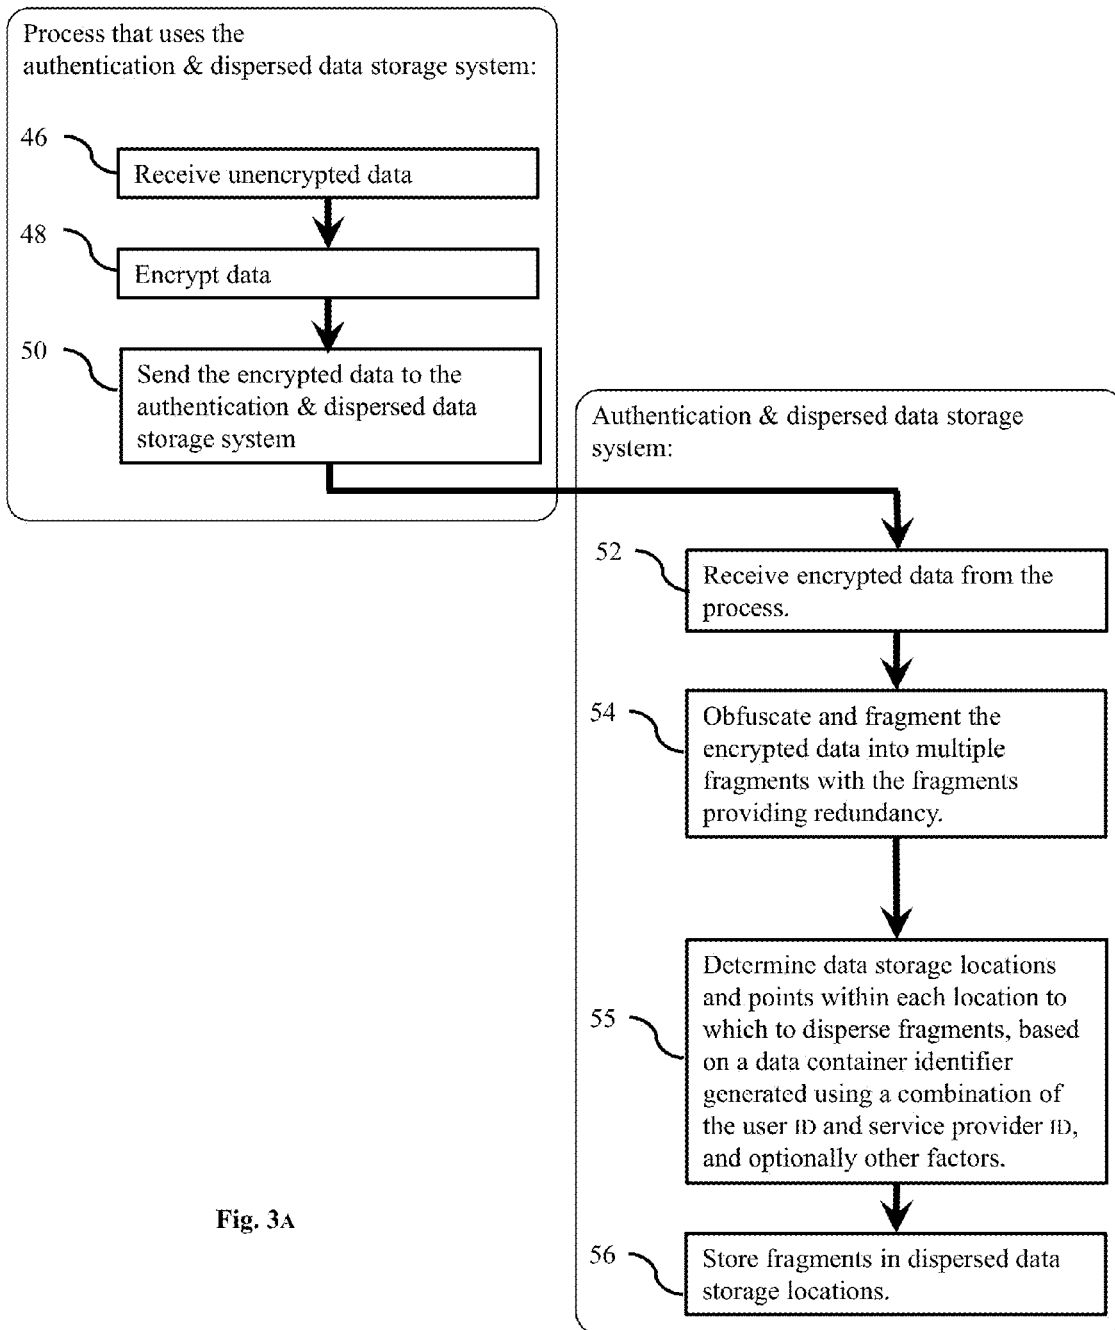 Process that uses the
authentication & dispersed data storage system:
46
Receive unencrypted data
48
Encrypt data
50
Send the encrypted data to the
authentication & dispersed data
storage system
Authentication & dispersed data storage
system:
52
Receive encrypted data from the
process.
54
Obfuscate and fragment the
encrypted data into multiple
fragments with the fragments
providing redundancy.
55
Determine data storage locations
and points within each location to
which to disperse fragments, based
on a data container identifier
generated using a combination of
the user ID and service provider ID,
and optionally other factors.
56
Store fragments in dispersed data
storage locations.
Fig. 3A